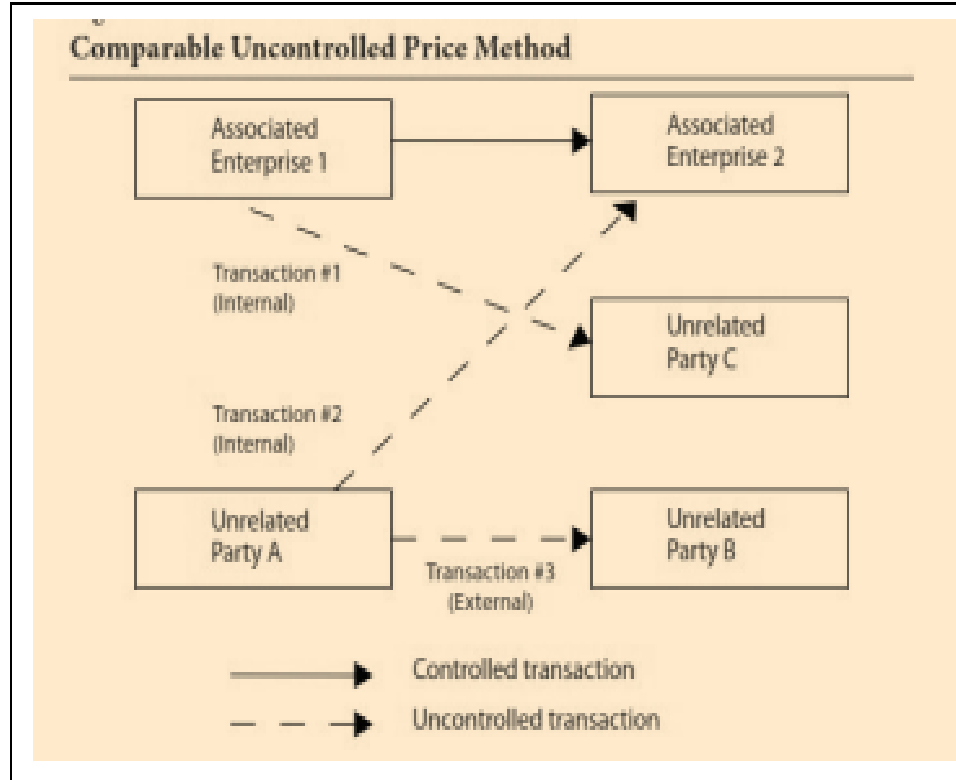 Comparable Uncontrolled Price Method
Associated
Enterprise 1
Associated
Enterprise 2
Transaction #1
(Internal)
Unrelated
Party C
Transaction #2
(Internal)
Unrelated
Party A
Unrelated
Party B
Transaction #3
(External)
Controlled transaction
Uncontrolled transaction